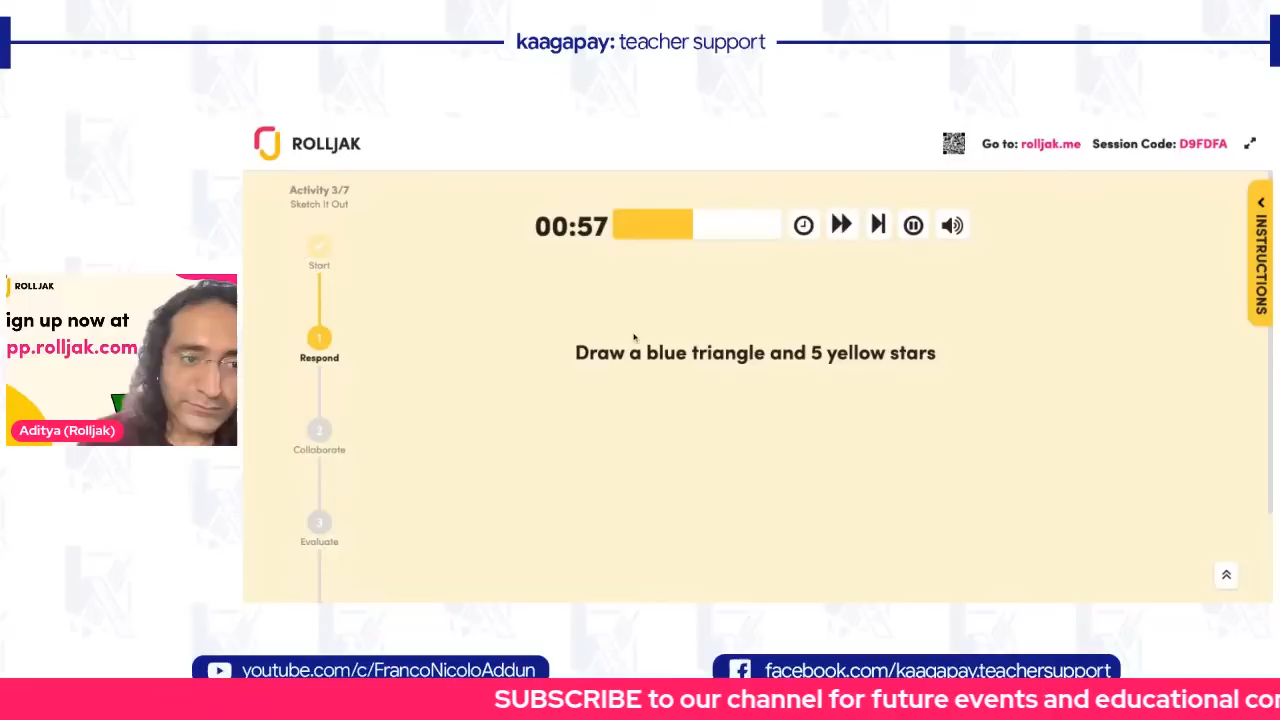 kaagapay: teacher support
ROLLJAK
Go to: rolljak.me Session Code: D9FDFA
Activity 3/7
Sketch It Out
00:57
INSTRUCTIONS
Start
ROLLJAK
ign up now at
pp.rolljak.com
1
Respond
Draw a blue triangle and 5 yellow stars
Aditya (Rolljak)
2
Collaborate
3
Evaluate
youtube.com/c/FrancoNicoloAddun
facebook.com/kaagapay.teachersupport
SUBSCRIBE to our channel for future events and educational co